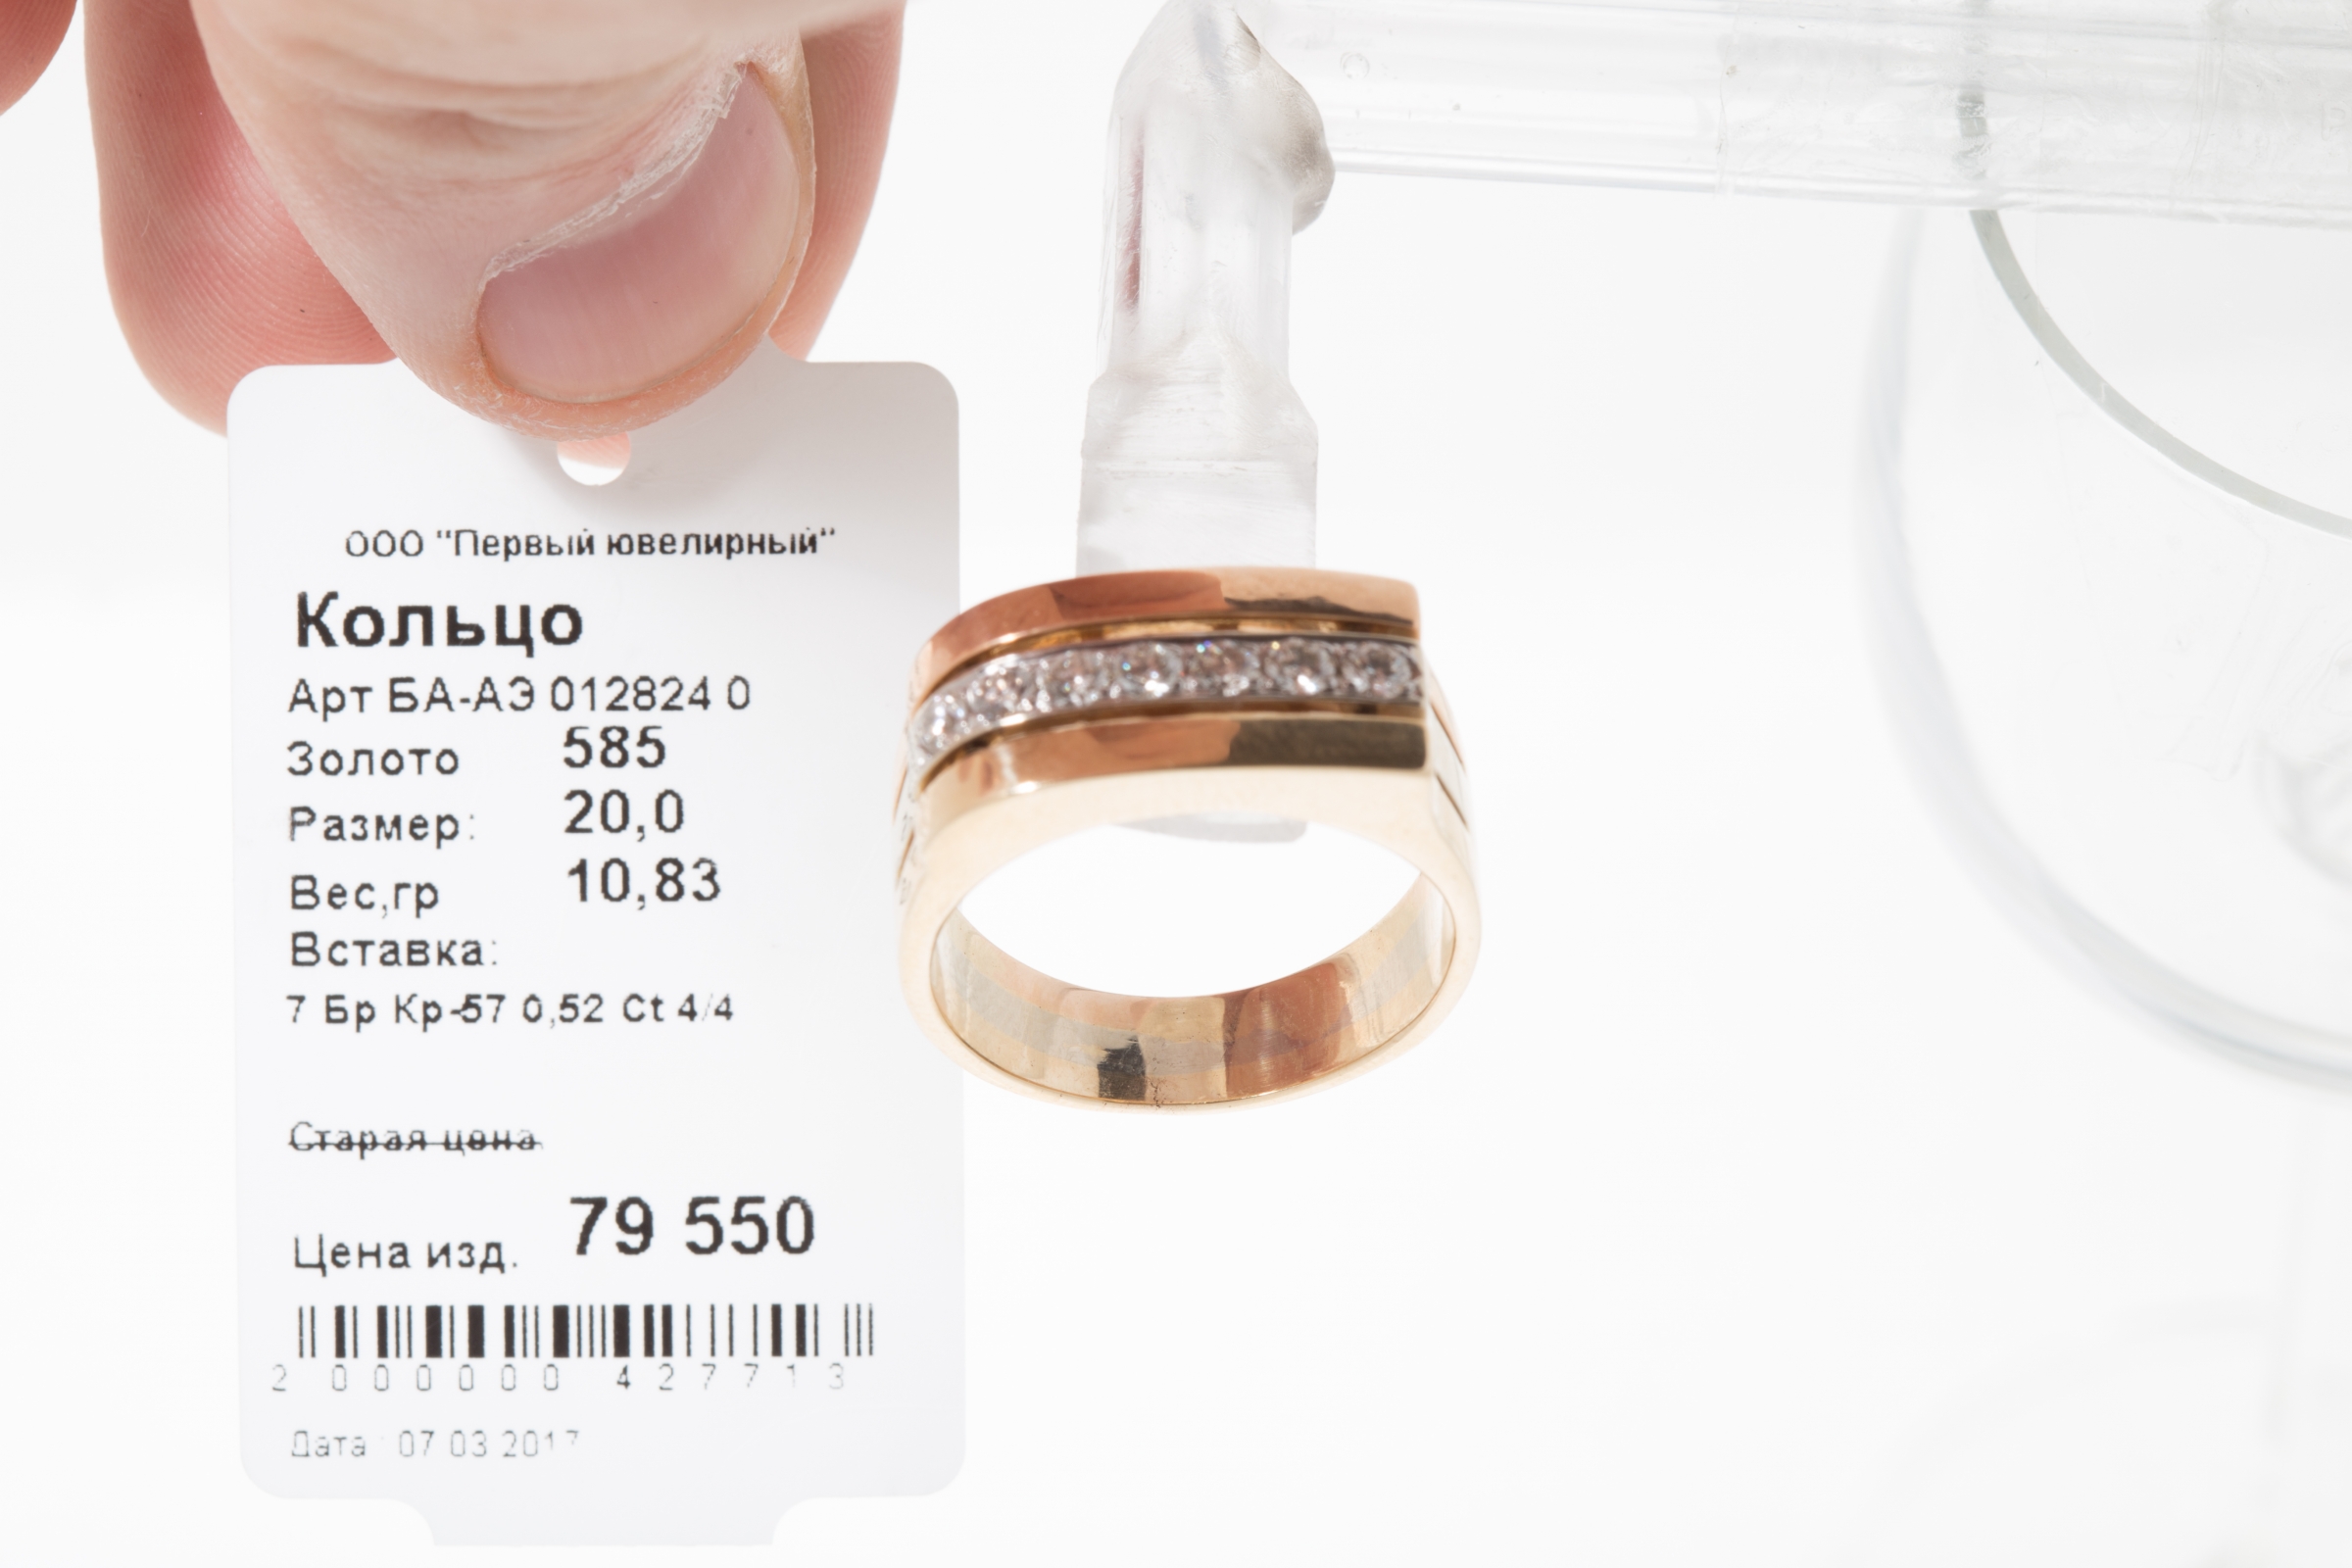 ООО "Первый ювелирный"
Кольцо
Арт БА-АЭ 012824 0
Золото 585
Размер: 20,0
Вес,гр 10,83
Вставка:
7 Бр Кр-57 0,52 Ct 4/4
Старая цена
Цена изд. 79 550
2 000000 427713
Дата : 07 03 2017